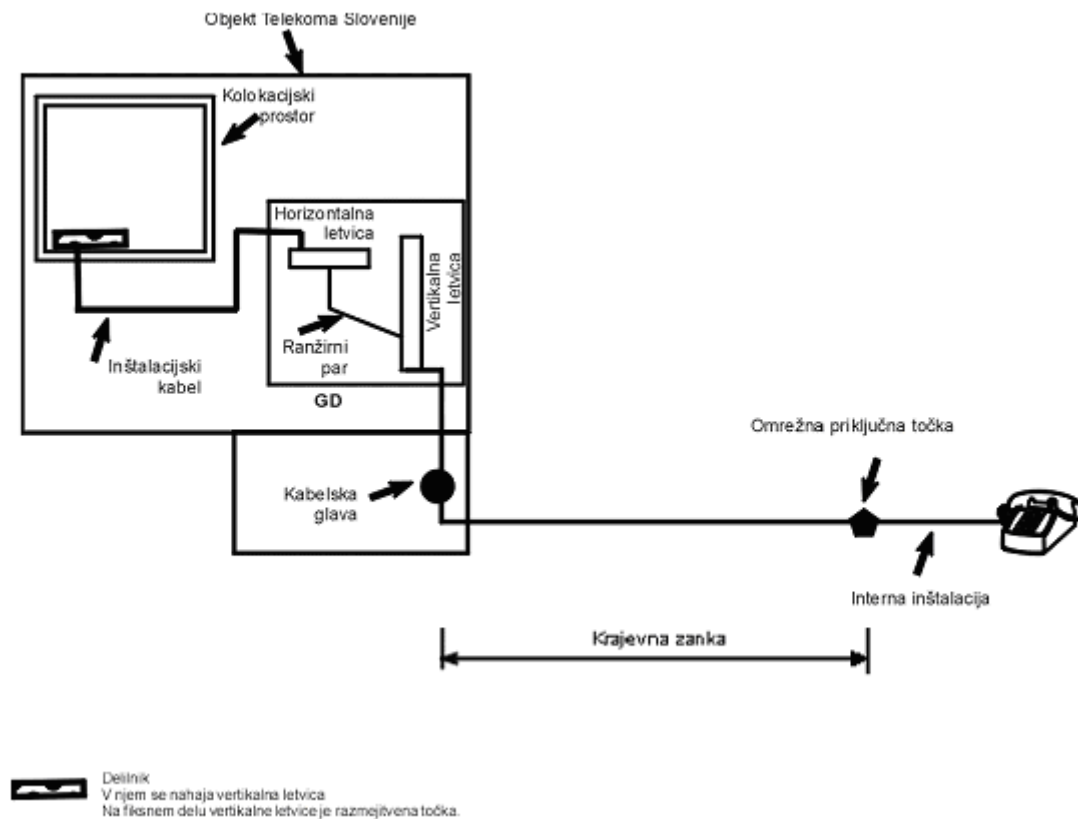 Objekt Telekoma Slovenije
Kolokacijski
prostor
Horizontalna
letvica
Vertikalna
letvica
Ranžirni
par
Inštalacijski
kabel
GD
Omrežna priključna točka
Kabelska
glava
Interna inštalacija
Krajevna zanka
Delilnik
V njem se nahaja vertikalna letvica
Na fiksnem delu vertikalne letvice je razmejitvena točka.